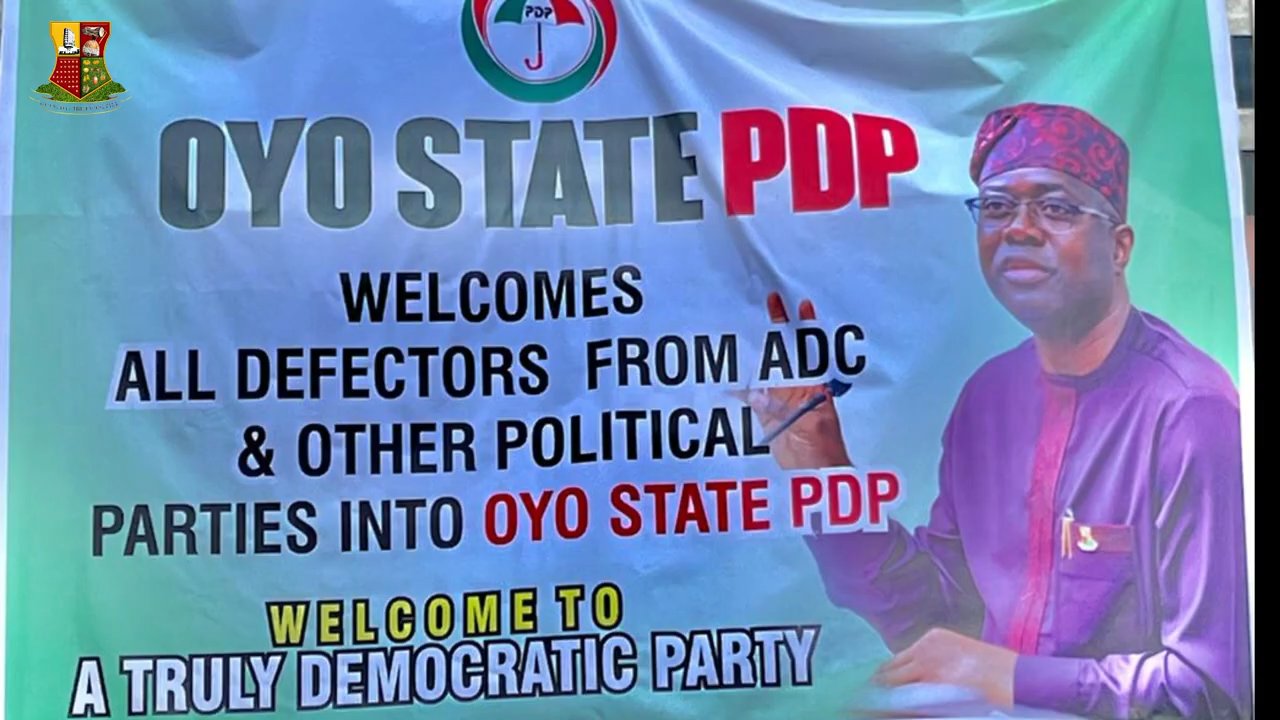 PDP
OYO STATE PDP
WELCOMES
ALL DEFECTORS FROM ADC
& OTHER POLITICAL
PARTIES INTO OYO STATE PDP
WELCOME TO
A TRULY DEMOCRATIC PARTY